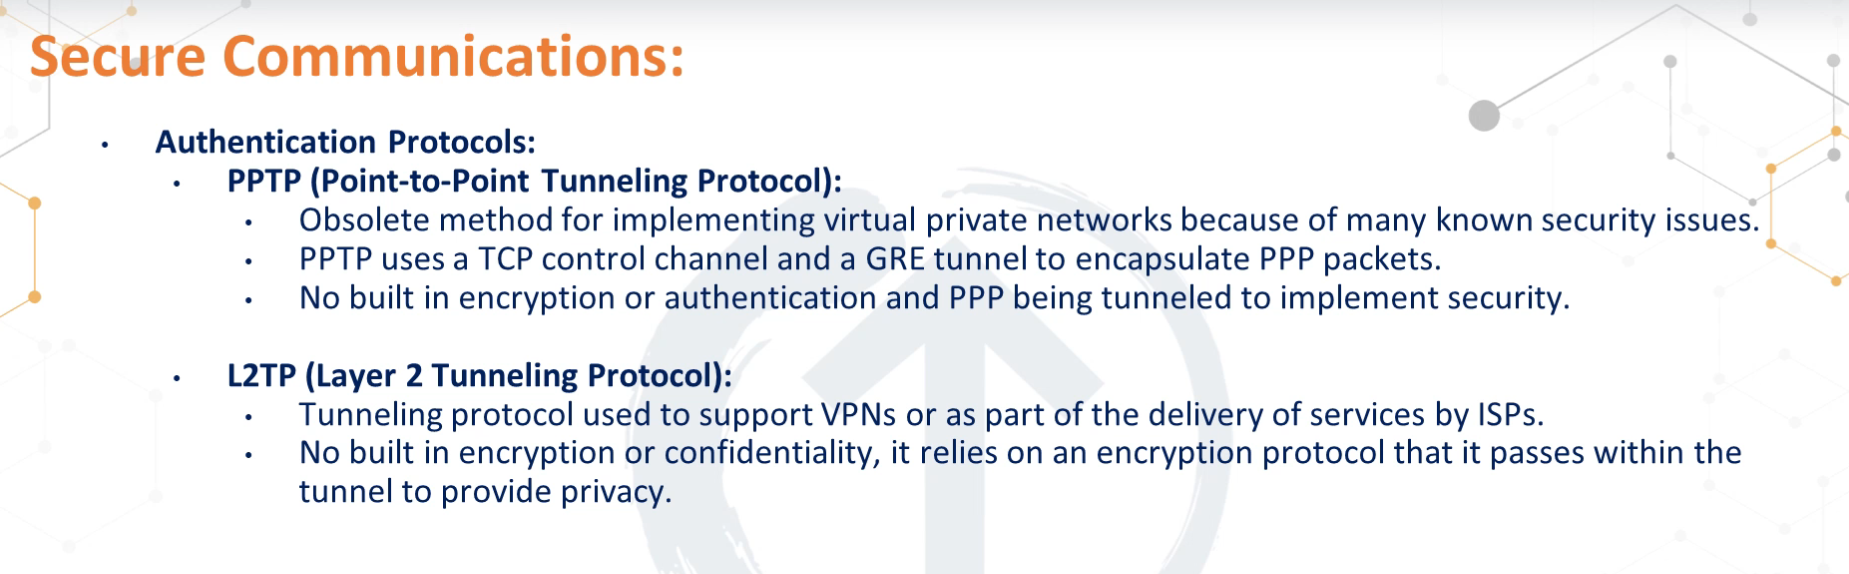 Secure Communications:
• Authentication Protocols:
• PPTP (Point-to-Point Tunneling Protocol):
• Obsolete method for implementing virtual private networks because of many known security issues.
• PPTP uses a TCP control channel and a GRE tunnel to encapsulate PPP packets.
• No built in encryption or authentication and PPP being tunneled to implement security.
• L2TP (Layer 2 Tunneling Protocol):
• Tunneling protocol used to support VPNs or as part of the delivery of services by ISPs.
• No built in encryption or confidentiality, it relies on an encryption protocol that it passes within the
tunnel to provide privacy.